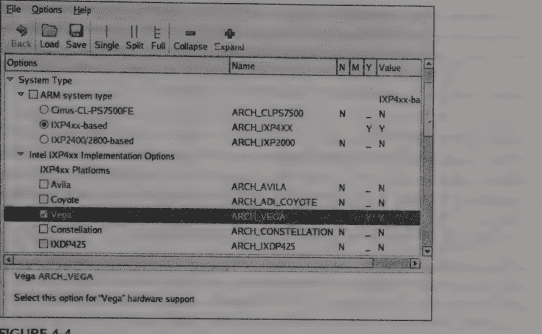 File Options Help
Back Load Save Single Split Full Collapse Expand
Options Name N M Y Value
System Type
ARM system type IXP4xx-ba
Cirrus-CL-PS7500FE ARCH_CLPS7500 N _ N
IXP4xx-based ARCH_IXP4XX Y Y
IXP2400/2800-based ARCH_IXP2000 N _ N
Intel IXP4xx Implementation Options
IXP4xx Platforms
Avila ARCH_AVILA N _ N
Coyote ARCH_ADI_COYOTE N _ N
Vega ARCH_VEGA Y Y
Constellation ARCH_CONSTELLATION N _ N
IXDP425 ARCH_IXDP425 N _ N
Vega ARCH_VEGA
Select this option for "Vega" hardware support
FIGURE 4-4